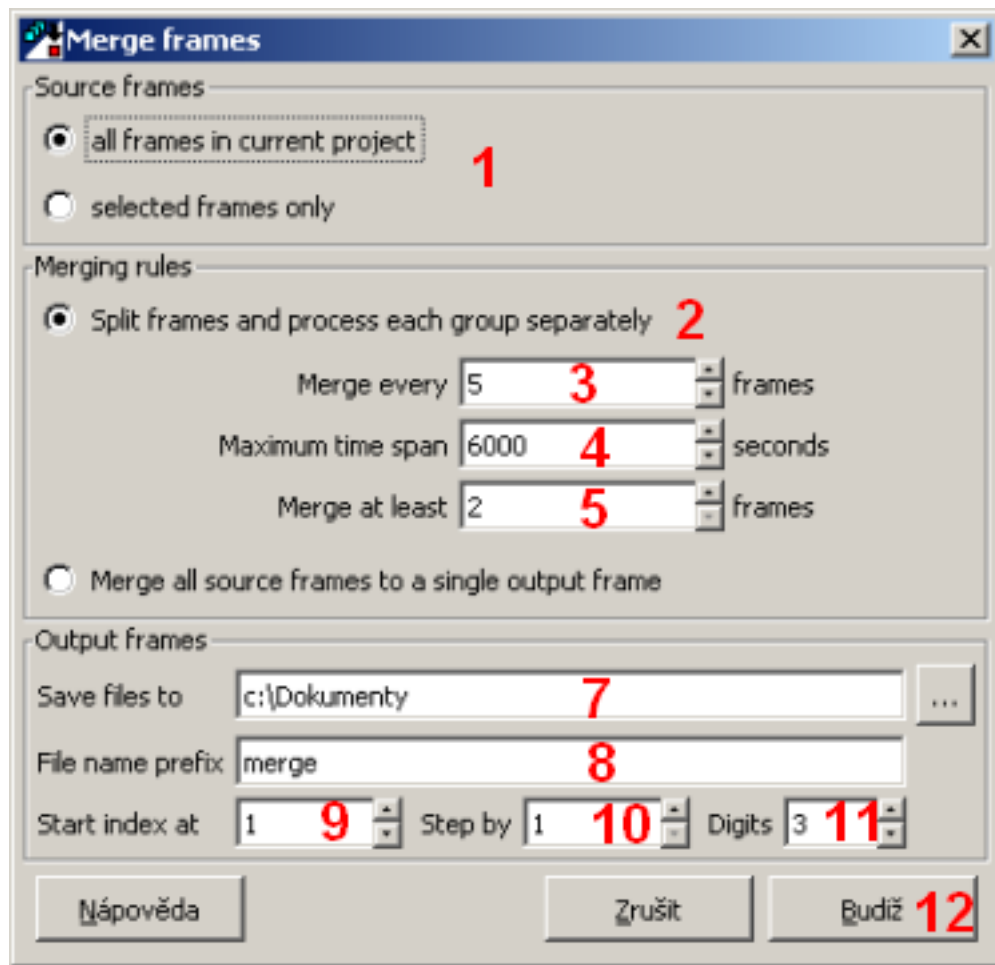 Merge frames
Source frames
all frames in current project
1
selected frames only
Merging rules
Split frames and process each group separately 2
Merge every 5 3 frames
Maximum time span 6000 4 seconds
Merge at least 2 5 frames
Merge all source frames to a single output frame
Output frames
Save files to c:\Dokumenty 7 ...
File name prefix merge 8
Start index at 1 9 Step by 1 10 Digits 3 11
Nápověda Zrušit Budiž 12